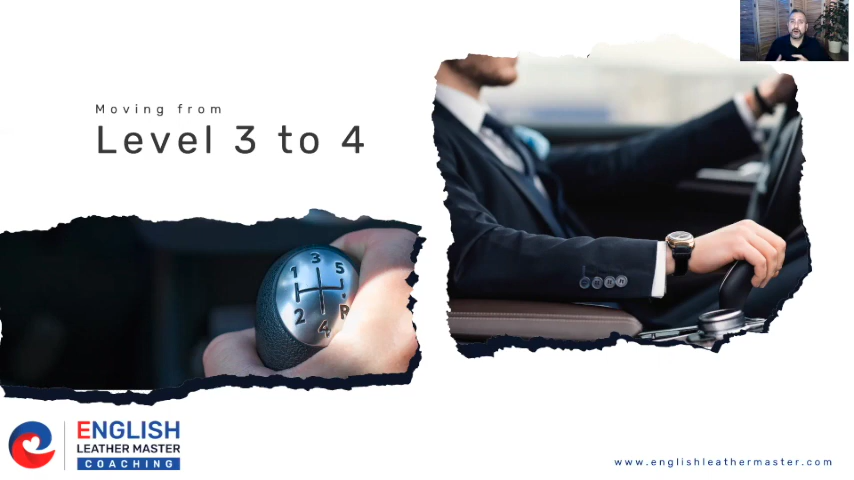 Moving from
Level 3 to 4
1 3 5
2 4 R
ENGLISH
LEATHER MASTER
COACHING
www.englishleathermaster.com